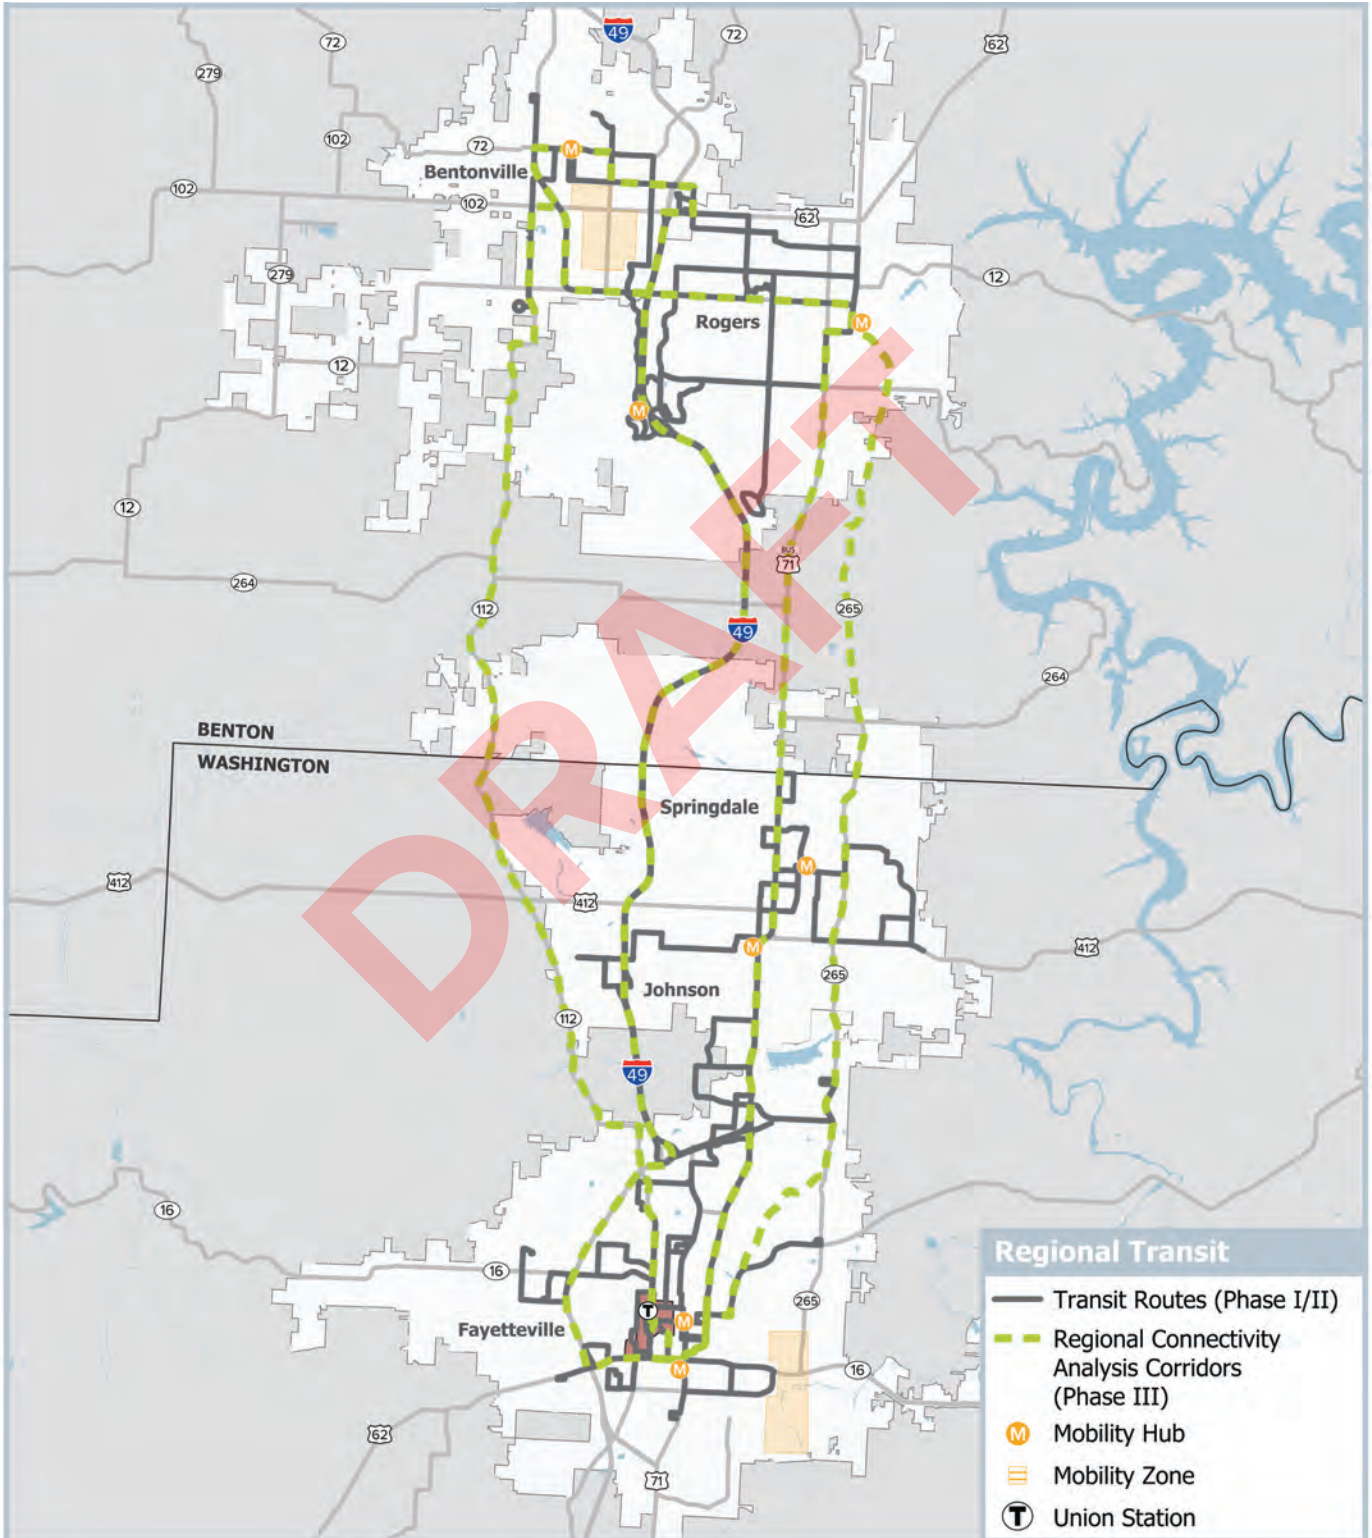 49
72
72
62
279
102
72
M
Bentonville
102
102
62
279
12
M
Rogers
12
M
12
BUS
71
264
112
265
49
264
BENTON
WASHINGTON
Springdale
M
412
412
M
412
265
Johnson
112
49
16
16
265
T
M
Fayetteville
M
16
62
71
DRAFT
Regional Transit
Transit Routes (Phase I/II)
Regional Connectivity
Analysis Corridors
(Phase III)
M Mobility Hub
Mobility Zone
T Union Station